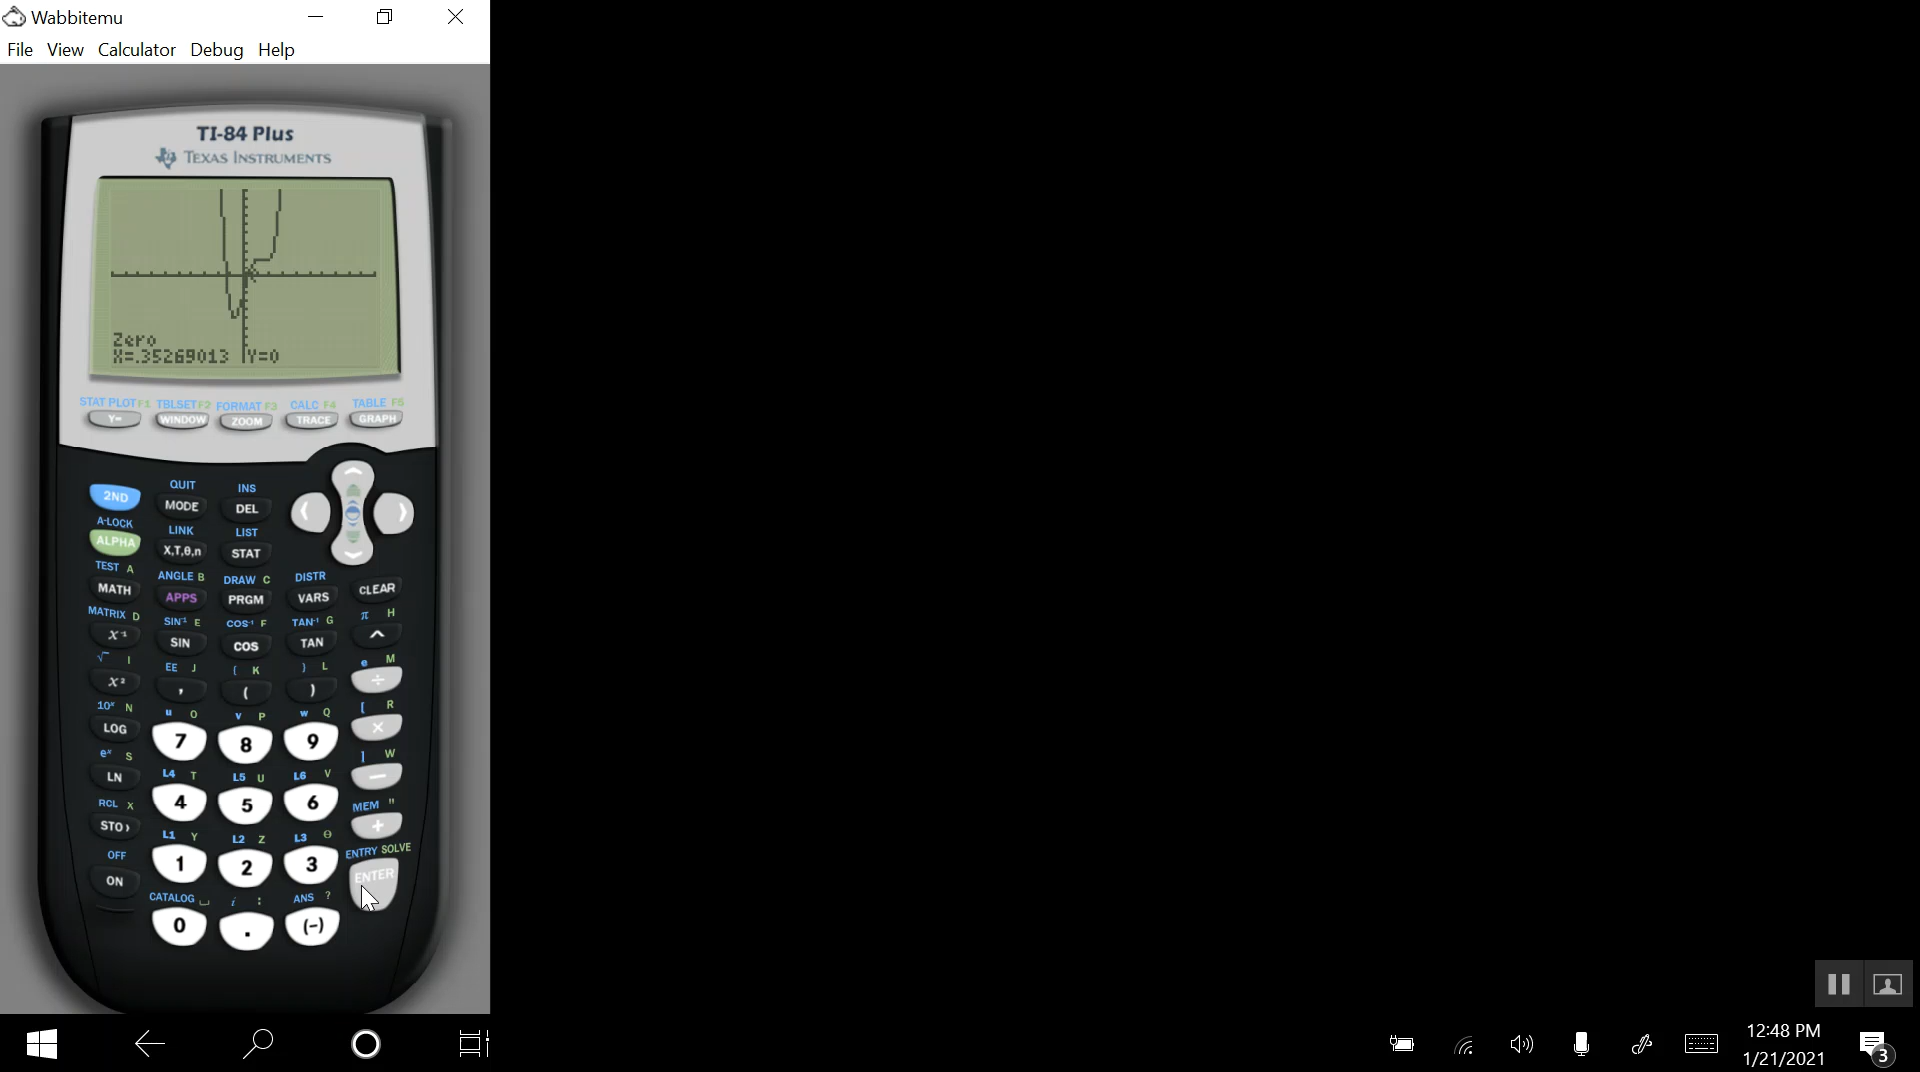 Wabbitemu
File View Calculator Debug Help
TI-84 Plus
TEXAS INSTRUMENTS
Zero
X=.35269013 Y=0
STAT PLOT F1 TBLSET F2 FORMAT F3 CALC F4 TABLE F5
Y= WINDOW ZOOM TRACE GRAPH
QUIT INS
2ND MODE DEL
A-LOCK LINK LIST
ALPHA X,T,θ,n STAT
TEST A ANGLE B DRAW C DISTR
MATH APPS PRGM VARS CLEAR
MATRIX D SIN⁻¹ E COS⁻¹ F TAN⁻¹ G π H
X⁻¹ SIN COS TAN ^
√ I EE J { K } L e M
X² , ( ) ÷
10ˣ N u O v P w Q [ R
LOG 7 8 9 ×
eˣ S L4 T L5 U L6 V ] W
LN 4 5 6 −
RCL X L1 Y L2 Z L3 θ MEM "
STO› 1 2 3 +
OFF CATALOG ⎵ i : ANS ? ENTRY SOLVE
ON 0 . (-) ENTER
12:48 PM
1/21/2021
3